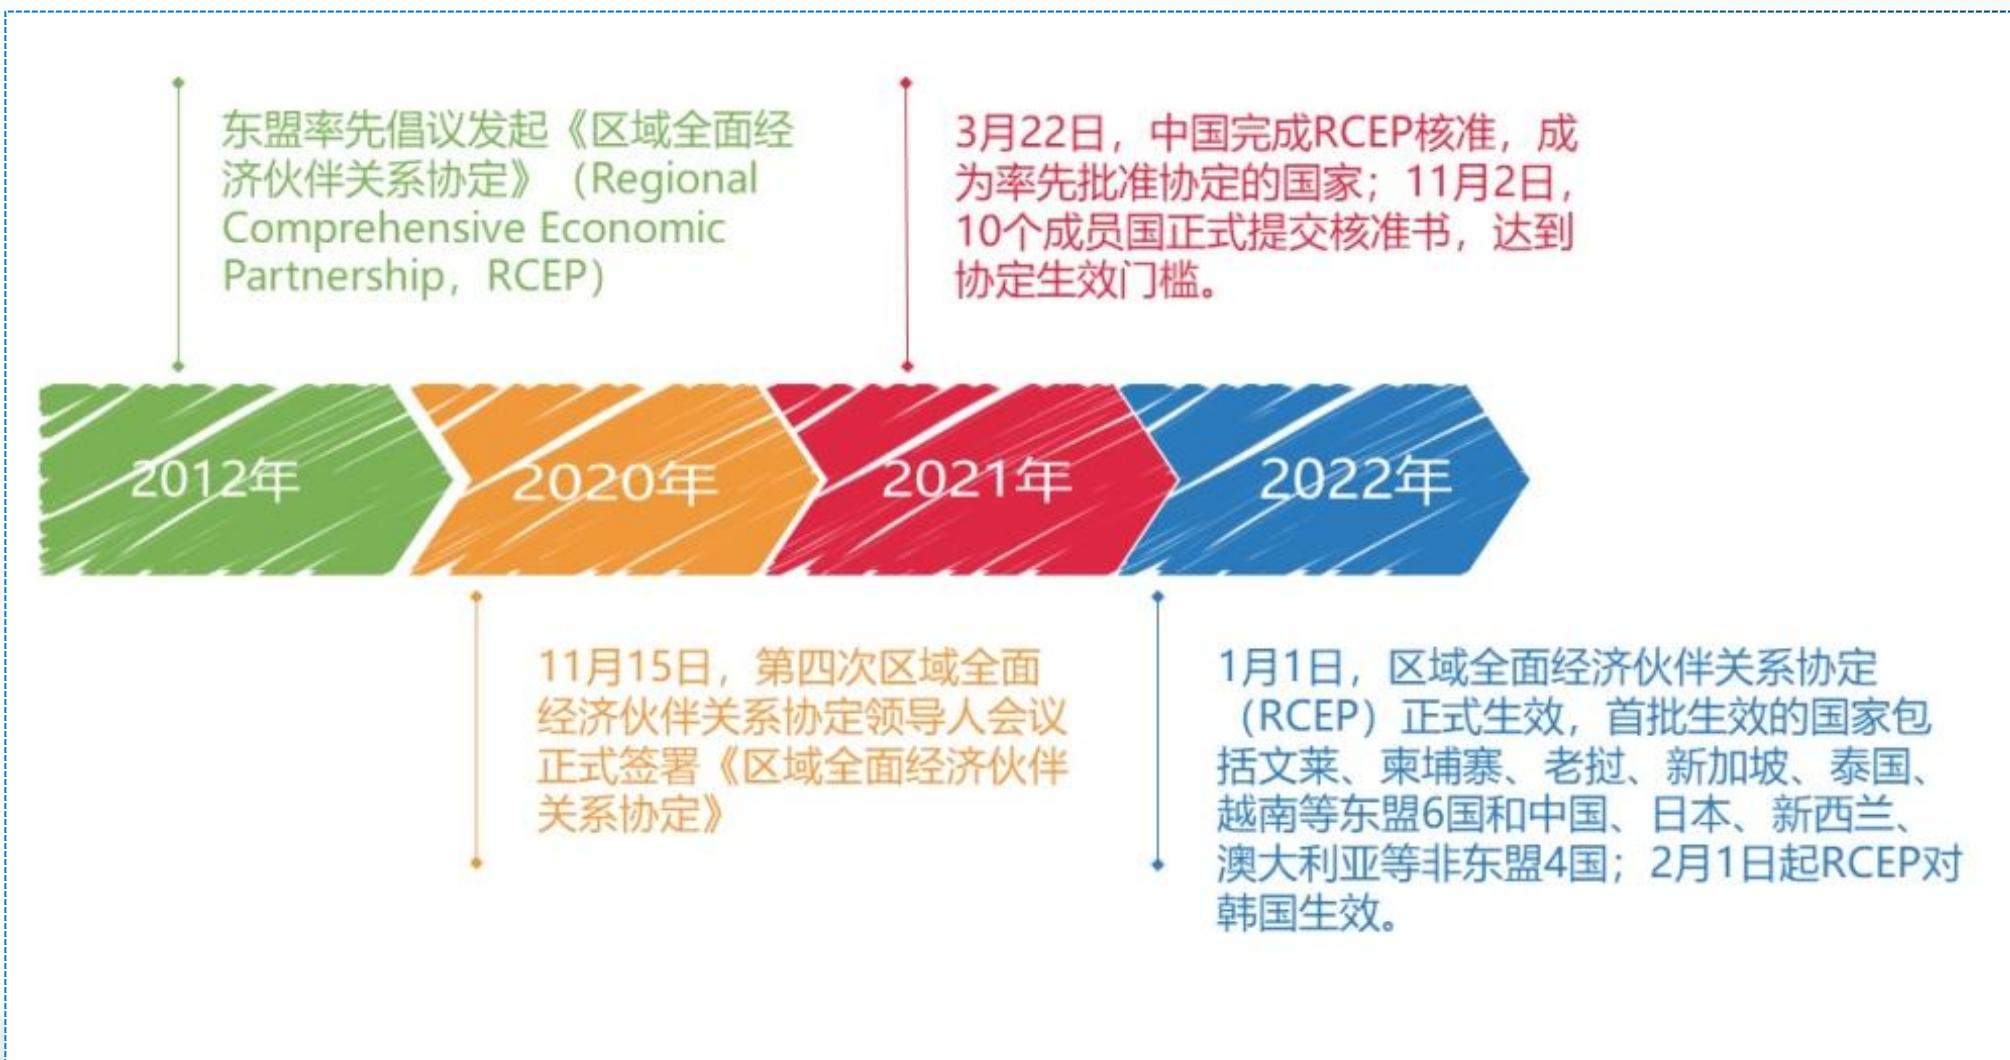 东盟率先倡议发起《区域全面经
济伙伴关系协定》（Regional
Comprehensive Economic
Partnership，RCEP）
3月22日，中国完成RCEP核准，成
为率先批准协定的国家；11月2日，
10个成员国正式提交核准书，达到
协定生效门槛。
2012年
2020年
2021年
2022年
11月15日，第四次区域全面
经济伙伴关系协定领导人会议
正式签署《区域全面经济伙伴
关系协定》
1月1日，区域全面经济伙伴关系协定
（RCEP）正式生效，首批生效的国家包
括文莱、柬埔寨、老挝、新加坡、泰国、
越南等东盟6国和中国、日本、新西兰、
澳大利亚等非东盟4国；2月1日起RCEP对
韩国生效。